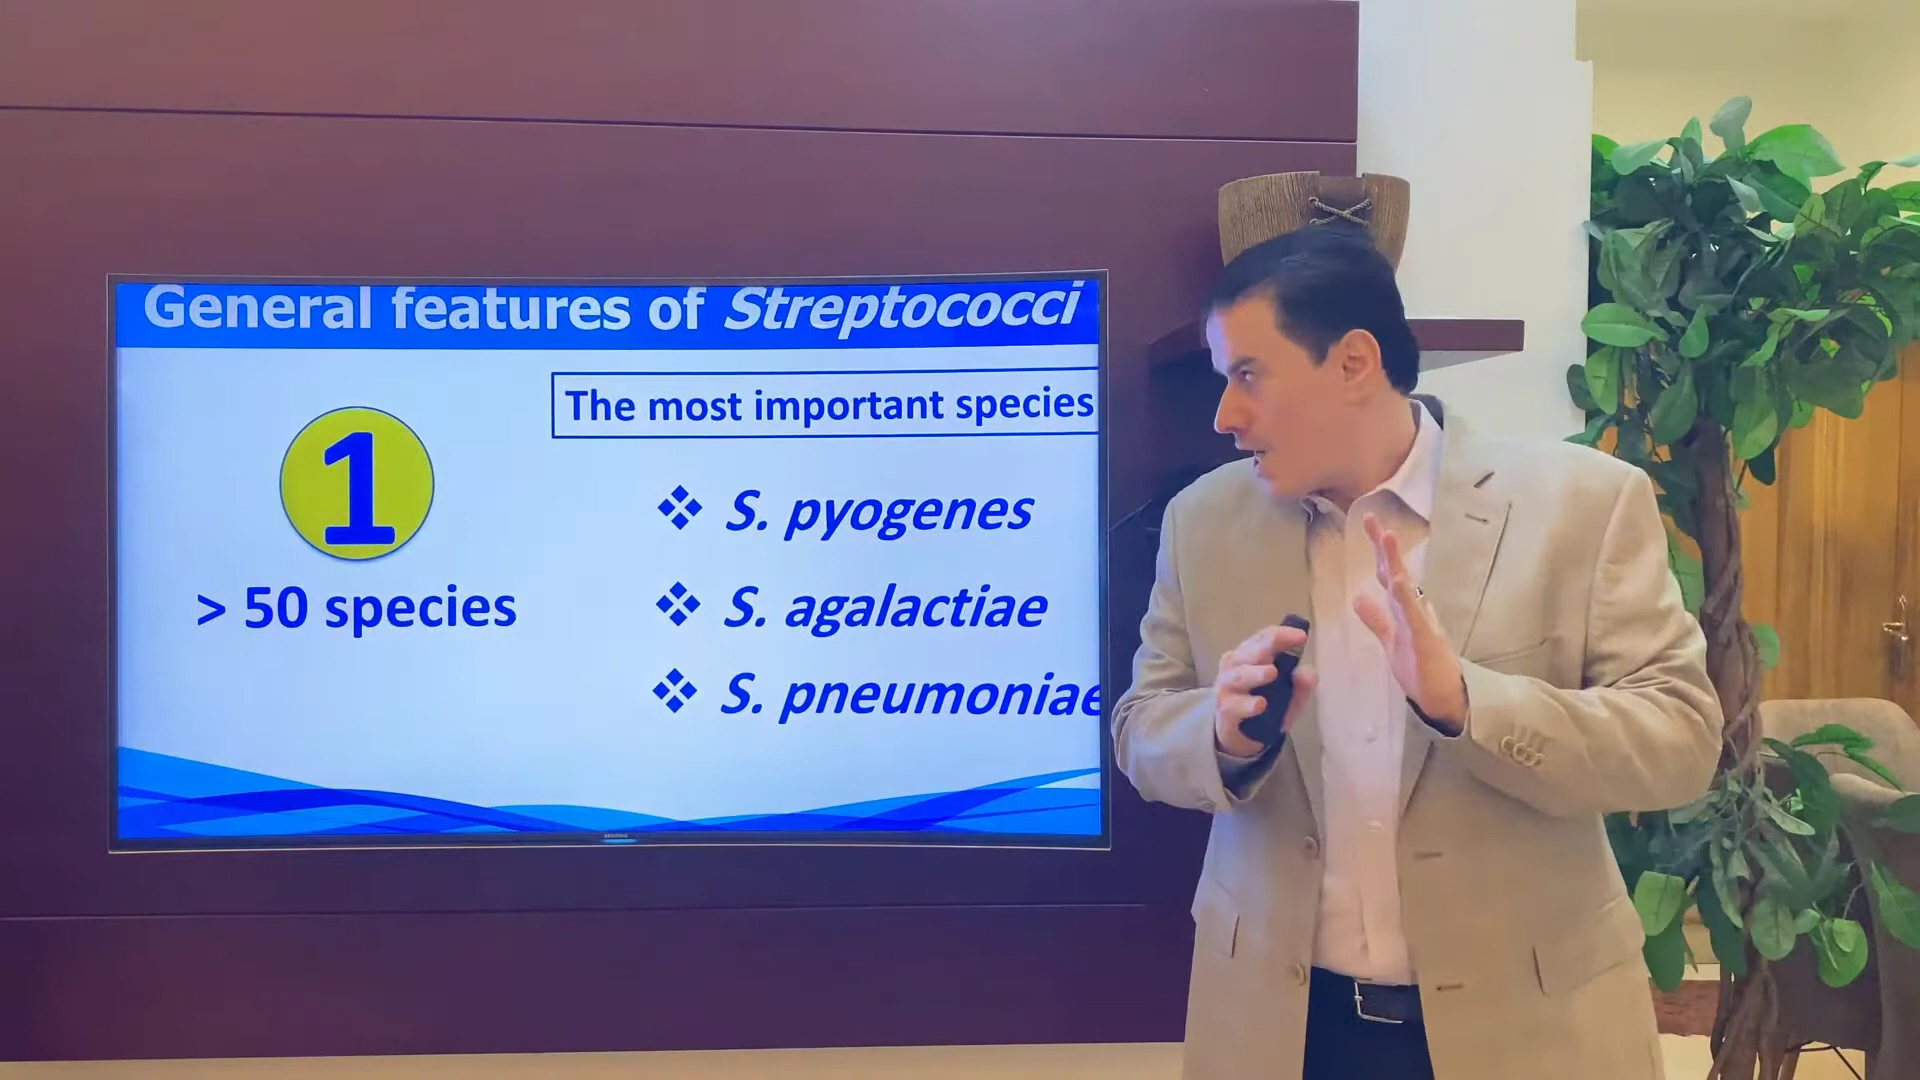 General features of Streptococci
The most important species
1
> 50 species
❖ S. pyogenes
❖ S. agalactiae
❖ S. pneumoniae